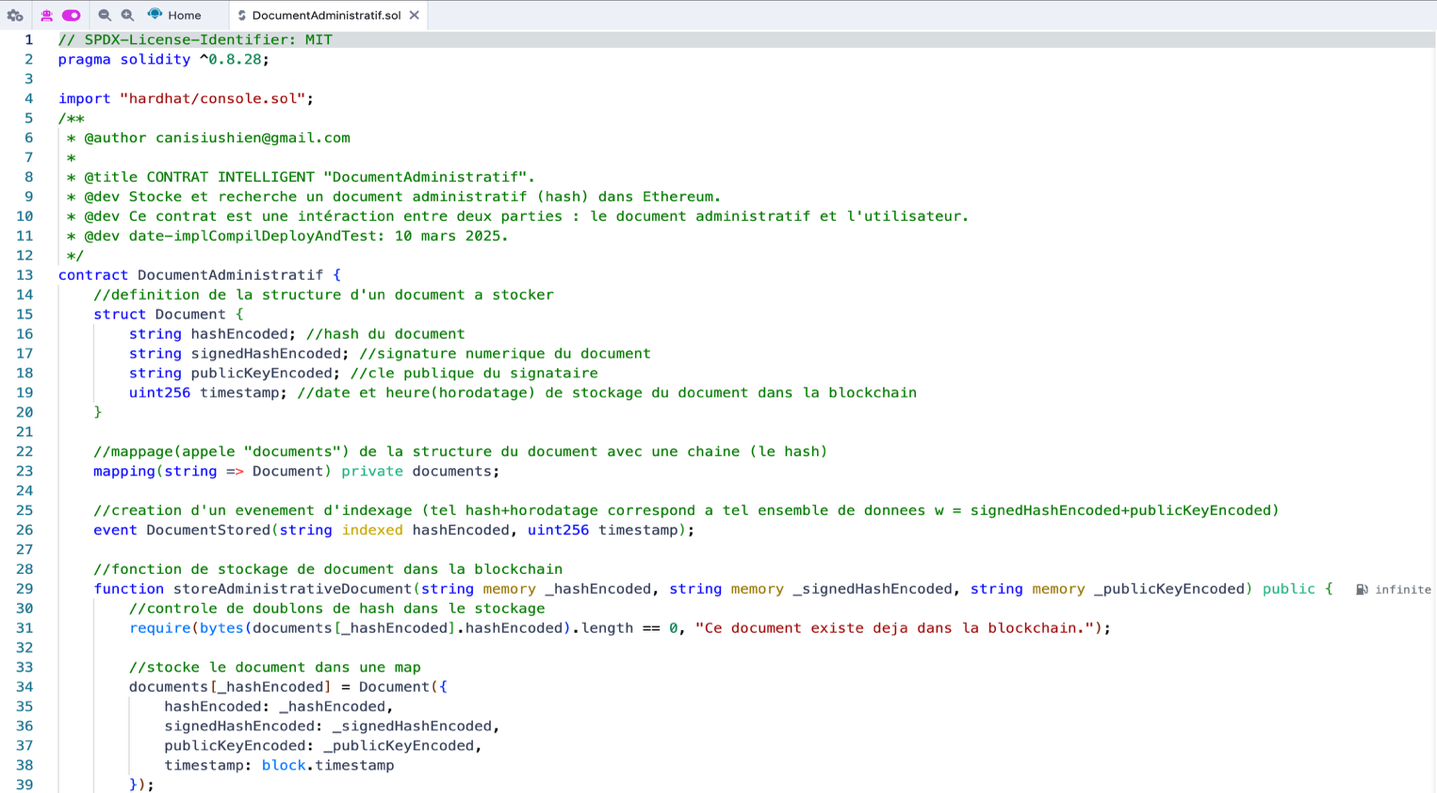 Home
DocumentAdministratif.sol
1 // SPDX-License-Identifier: MIT
2 pragma solidity ^0.8.28;
3
4 import "hardhat/console.sol";
5 /**
6 * @author canisiushien@gmail.com
7 *
8 * @title CONTRAT INTELLIGENT "DocumentAdministratif".
9 * @dev Stocke et recherche un document administratif (hash) dans Ethereum.
10 * @dev Ce contrat est une intéraction entre deux parties : le document administratif et l'utilisateur.
11 * @dev date-implCompilDeployAndTest: 10 mars 2025.
12 */
13 contract DocumentAdministratif {
14 //definition de la structure d'un document a stocker
15 struct Document {
16 string hashEncoded; //hash du document
17 string signedHashEncoded; //signature numerique du document
18 string publicKeyEncoded; //cle publique du signataire
19 uint256 timestamp; //date et heure(horodatage) de stockage du document dans la blockchain
20 }
21
22 //mappage(appele "documents") de la structure du document avec une chaine (le hash)
23 mapping(string => Document) private documents;
24
25 //creation d'un evenement d'indexage (tel hash+horodatage correspond a tel ensemble de donnees w = signedHashEncoded+publicKeyEncoded)
26 event DocumentStored(string indexed hashEncoded, uint256 timestamp);
27
28 //fonction de stockage de document dans la blockchain
29 function storeAdministrativeDocument(string memory _hashEncoded, string memory _signedHashEncoded, string memory _publicKeyEncoded) public { infinite
30 //controle de doublons de hash dans le stockage
31 require(bytes(documents[_hashEncoded].hashEncoded).length == 0, "Ce document existe deja dans la blockchain.");
32
33 //stocke le document dans une map
34 documents[_hashEncoded] = Document({
35 hashEncoded: _hashEncoded,
36 signedHashEncoded: _signedHashEncoded,
37 publicKeyEncoded: _publicKeyEncoded,
38 timestamp: block.timestamp
39 });